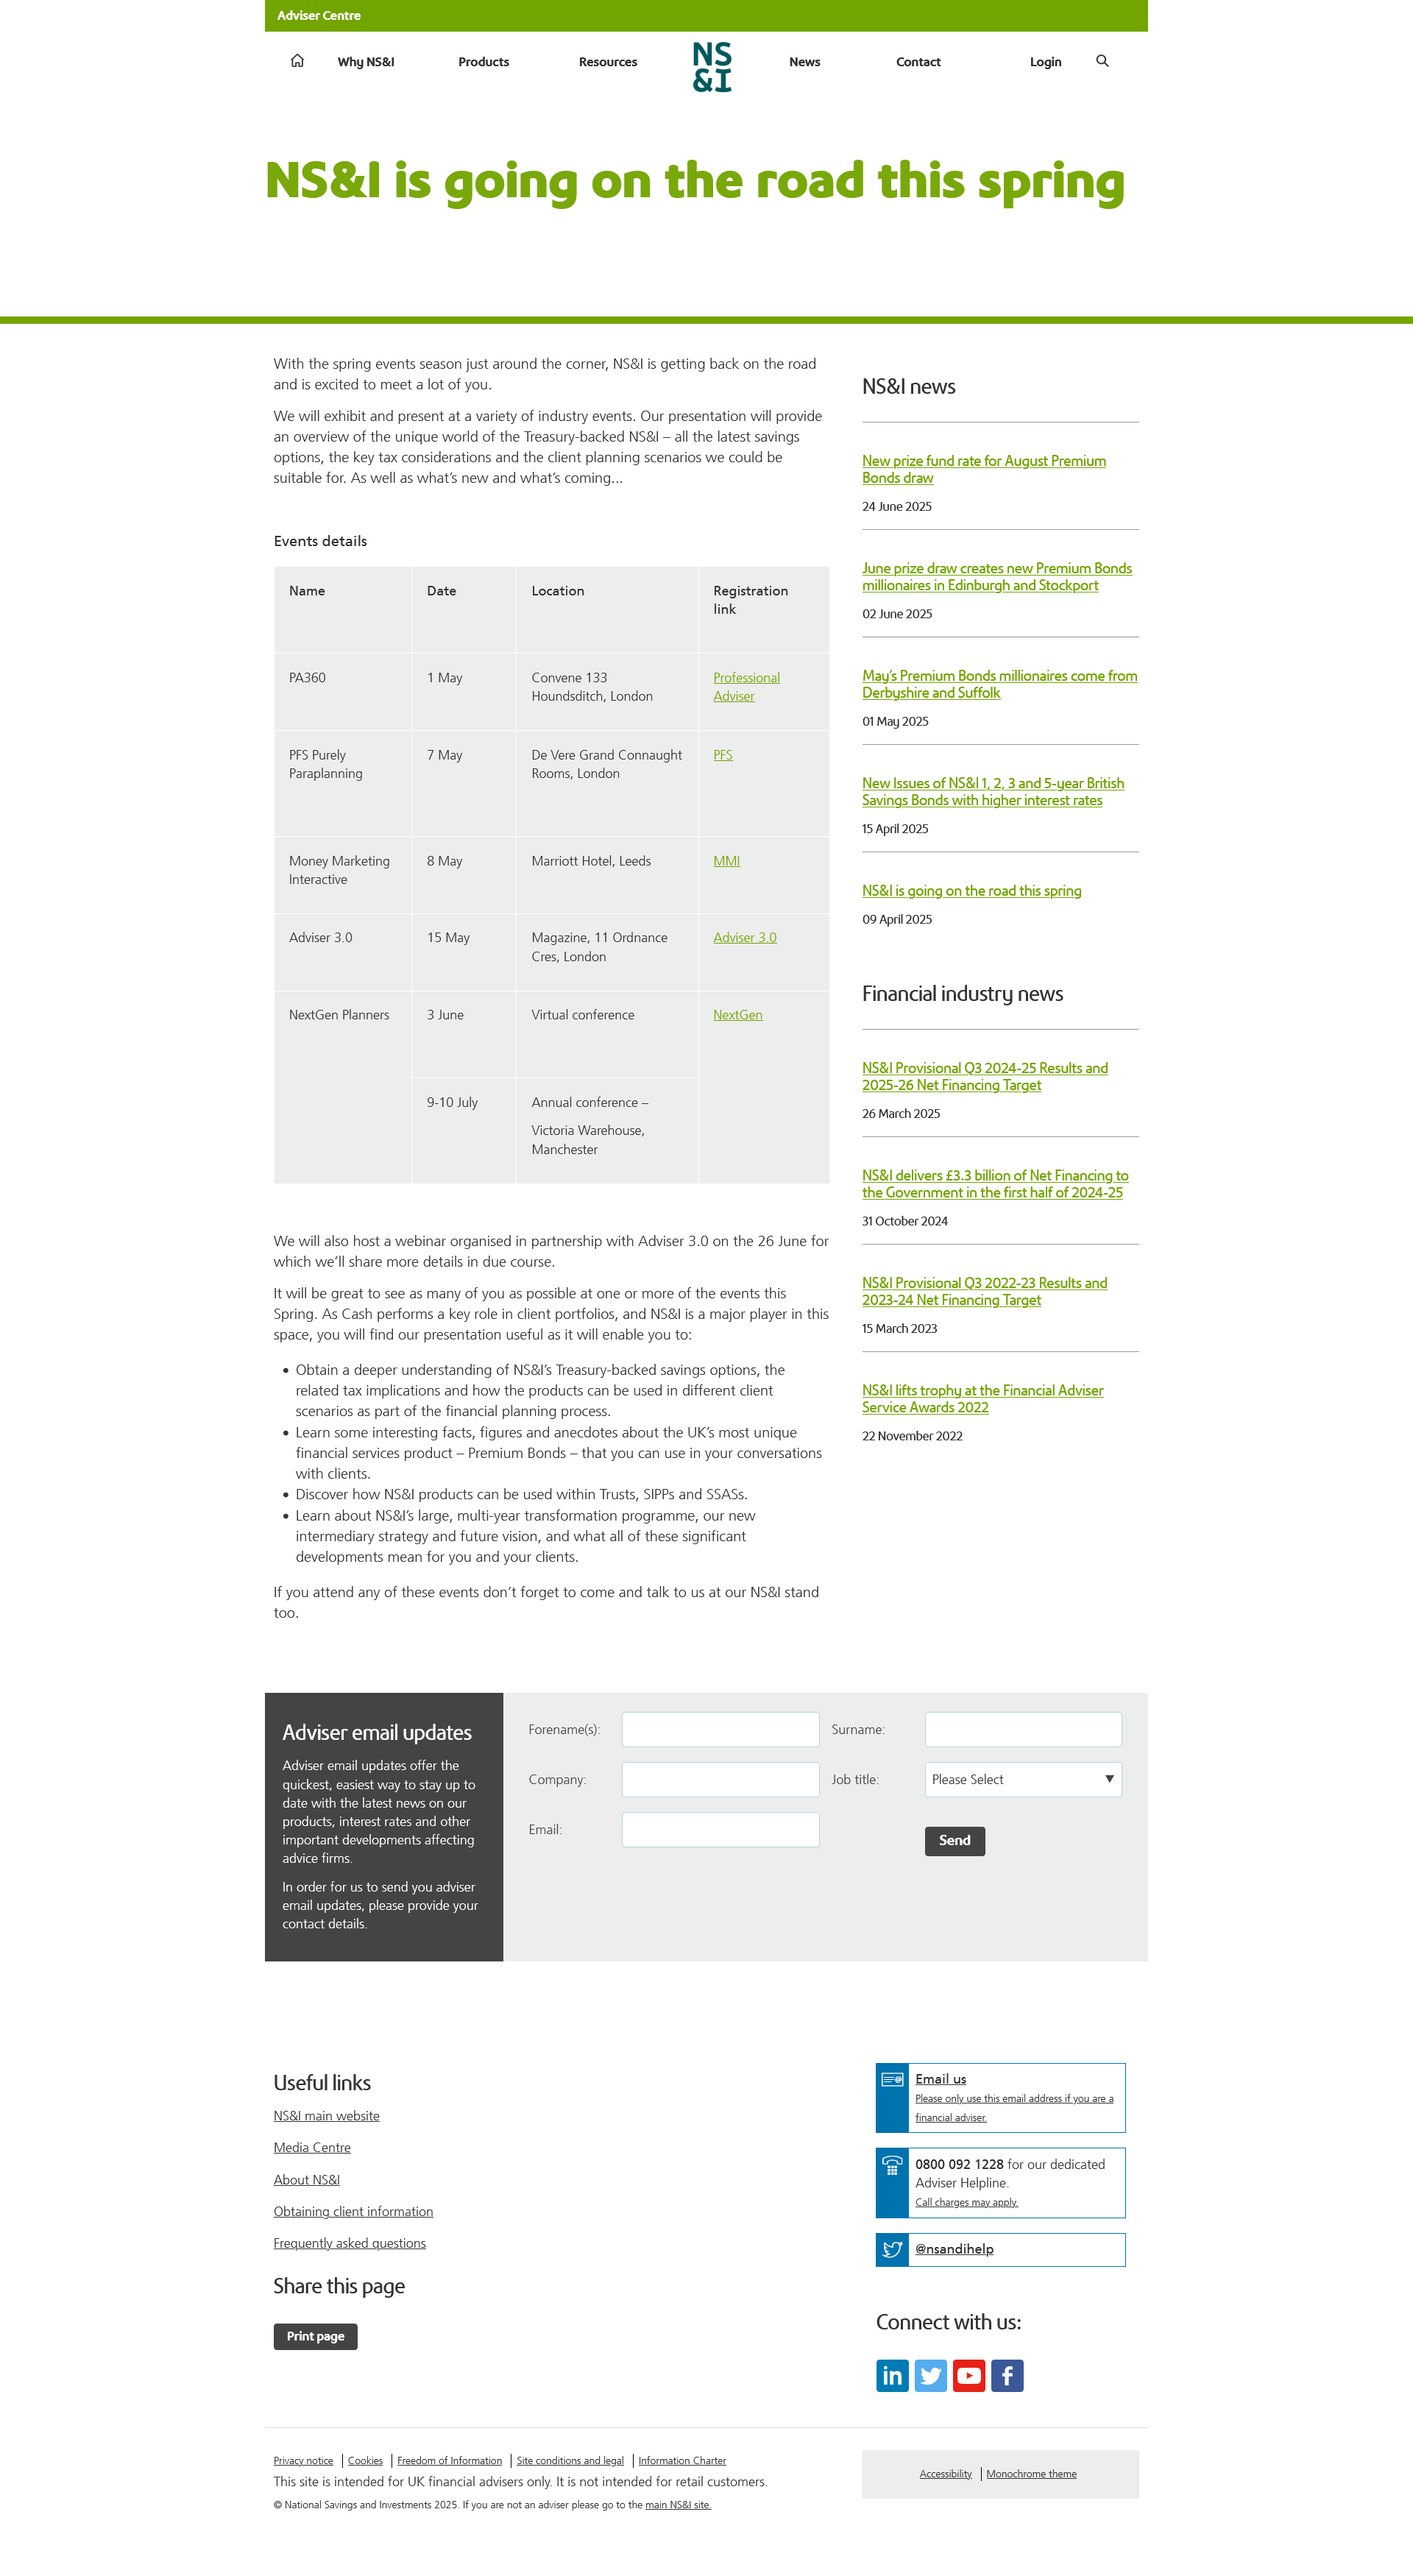 Adviser Centre
Why NS&I
Products
Resources
NS
&I
News
Contact
Login
NS&I is going on the road this spring
With the spring events season just around the corner, NS&I is getting back on the road
and is excited to meet a lot of you.
We will exhibit and present at a variety of industry events. Our presentation will provide
an overview of the unique world of the Treasury-backed NS&I – all the latest savings
options, the key tax considerations and the client planning scenarios we could be
suitable for. As well as what's new and what's coming...
Events details
Name
Date
Location
Registration
link
PA360
1 May
Convene 133
Houndsditch, London
Professional
Adviser
PFS Purely
Paraplanning
7 May
De Vere Grand Connaught
Rooms, London
PFS
Money Marketing
Interactive
8 May
Marriott Hotel, Leeds
MMI
Adviser 3.0
15 May
Magazine, 11 Ordnance
Cres, London
Adviser 3.0
NextGen Planners
3 June
Virtual conference
NextGen
9-10 July
Annual conference –
Victoria Warehouse,
Manchester
We will also host a webinar organised in partnership with Adviser 3.0 on the 26 June for
which we'll share more details in due course.
It will be great to see as many of you as possible at one or more of the events this
Spring. As Cash performs a key role in client portfolios, and NS&I is a major player in this
space, you will find our presentation useful as it will enable you to:
• Obtain a deeper understanding of NS&I's Treasury-backed savings options, the
related tax implications and how the products can be used in different client
scenarios as part of the financial planning process.
• Learn some interesting facts, figures and anecdotes about the UK's most unique
financial services product – Premium Bonds – that you can use in your conversations
with clients.
• Discover how NS&I products can be used within Trusts, SIPPs and SSASs.
• Learn about NS&I's large, multi-year transformation programme, our new
intermediary strategy and future vision, and what all of these significant
developments mean for you and your clients.
If you attend any of these events don't forget to come and talk to us at our NS&I stand
too.
NS&I news
New prize fund rate for August Premium
Bonds draw
24 June 2025
June prize draw creates new Premium Bonds
millionaires in Edinburgh and Stockport
02 June 2025
May's Premium Bonds millionaires come from
Derbyshire and Suffolk
01 May 2025
New Issues of NS&I 1, 2, 3 and 5-year British
Savings Bonds with higher interest rates
15 April 2025
NS&I is going on the road this spring
09 April 2025
Financial industry news
NS&I Provisional Q3 2024-25 Results and
2025-26 Net Financing Target
26 March 2025
NS&I delivers £3.3 billion of Net Financing to
the Government in the first half of 2024-25
31 October 2024
NS&I Provisional Q3 2022-23 Results and
2023-24 Net Financing Target
15 March 2023
NS&I lifts trophy at the Financial Adviser
Service Awards 2022
22 November 2022
Adviser email updates
Adviser email updates offer the
quickest, easiest way to stay up to
date with the latest news on our
products, interest rates and other
important developments affecting
advice firms.
In order for us to send you adviser
email updates, please provide your
contact details.
Forename(s):
Surname:
Company:
Job title:
Please Select
Email:
Send
Useful links
NS&I main website
Media Centre
About NS&I
Obtaining client information
Frequently asked questions
Share this page
Print page
Email us
Please only use this email address if you are a
financial adviser.
0800 092 1228 for our dedicated
Adviser Helpline.
Call charges may apply.
@nsandihelp
Connect with us:
Privacy notice
Cookies
Freedom of Information
Site conditions and legal
Information Charter
This site is intended for UK financial advisers only. It is not intended for retail customers.
© National Savings and Investments 2025. If you are not an adviser please go to the main NS&I site.
Accessibility
Monochrome theme